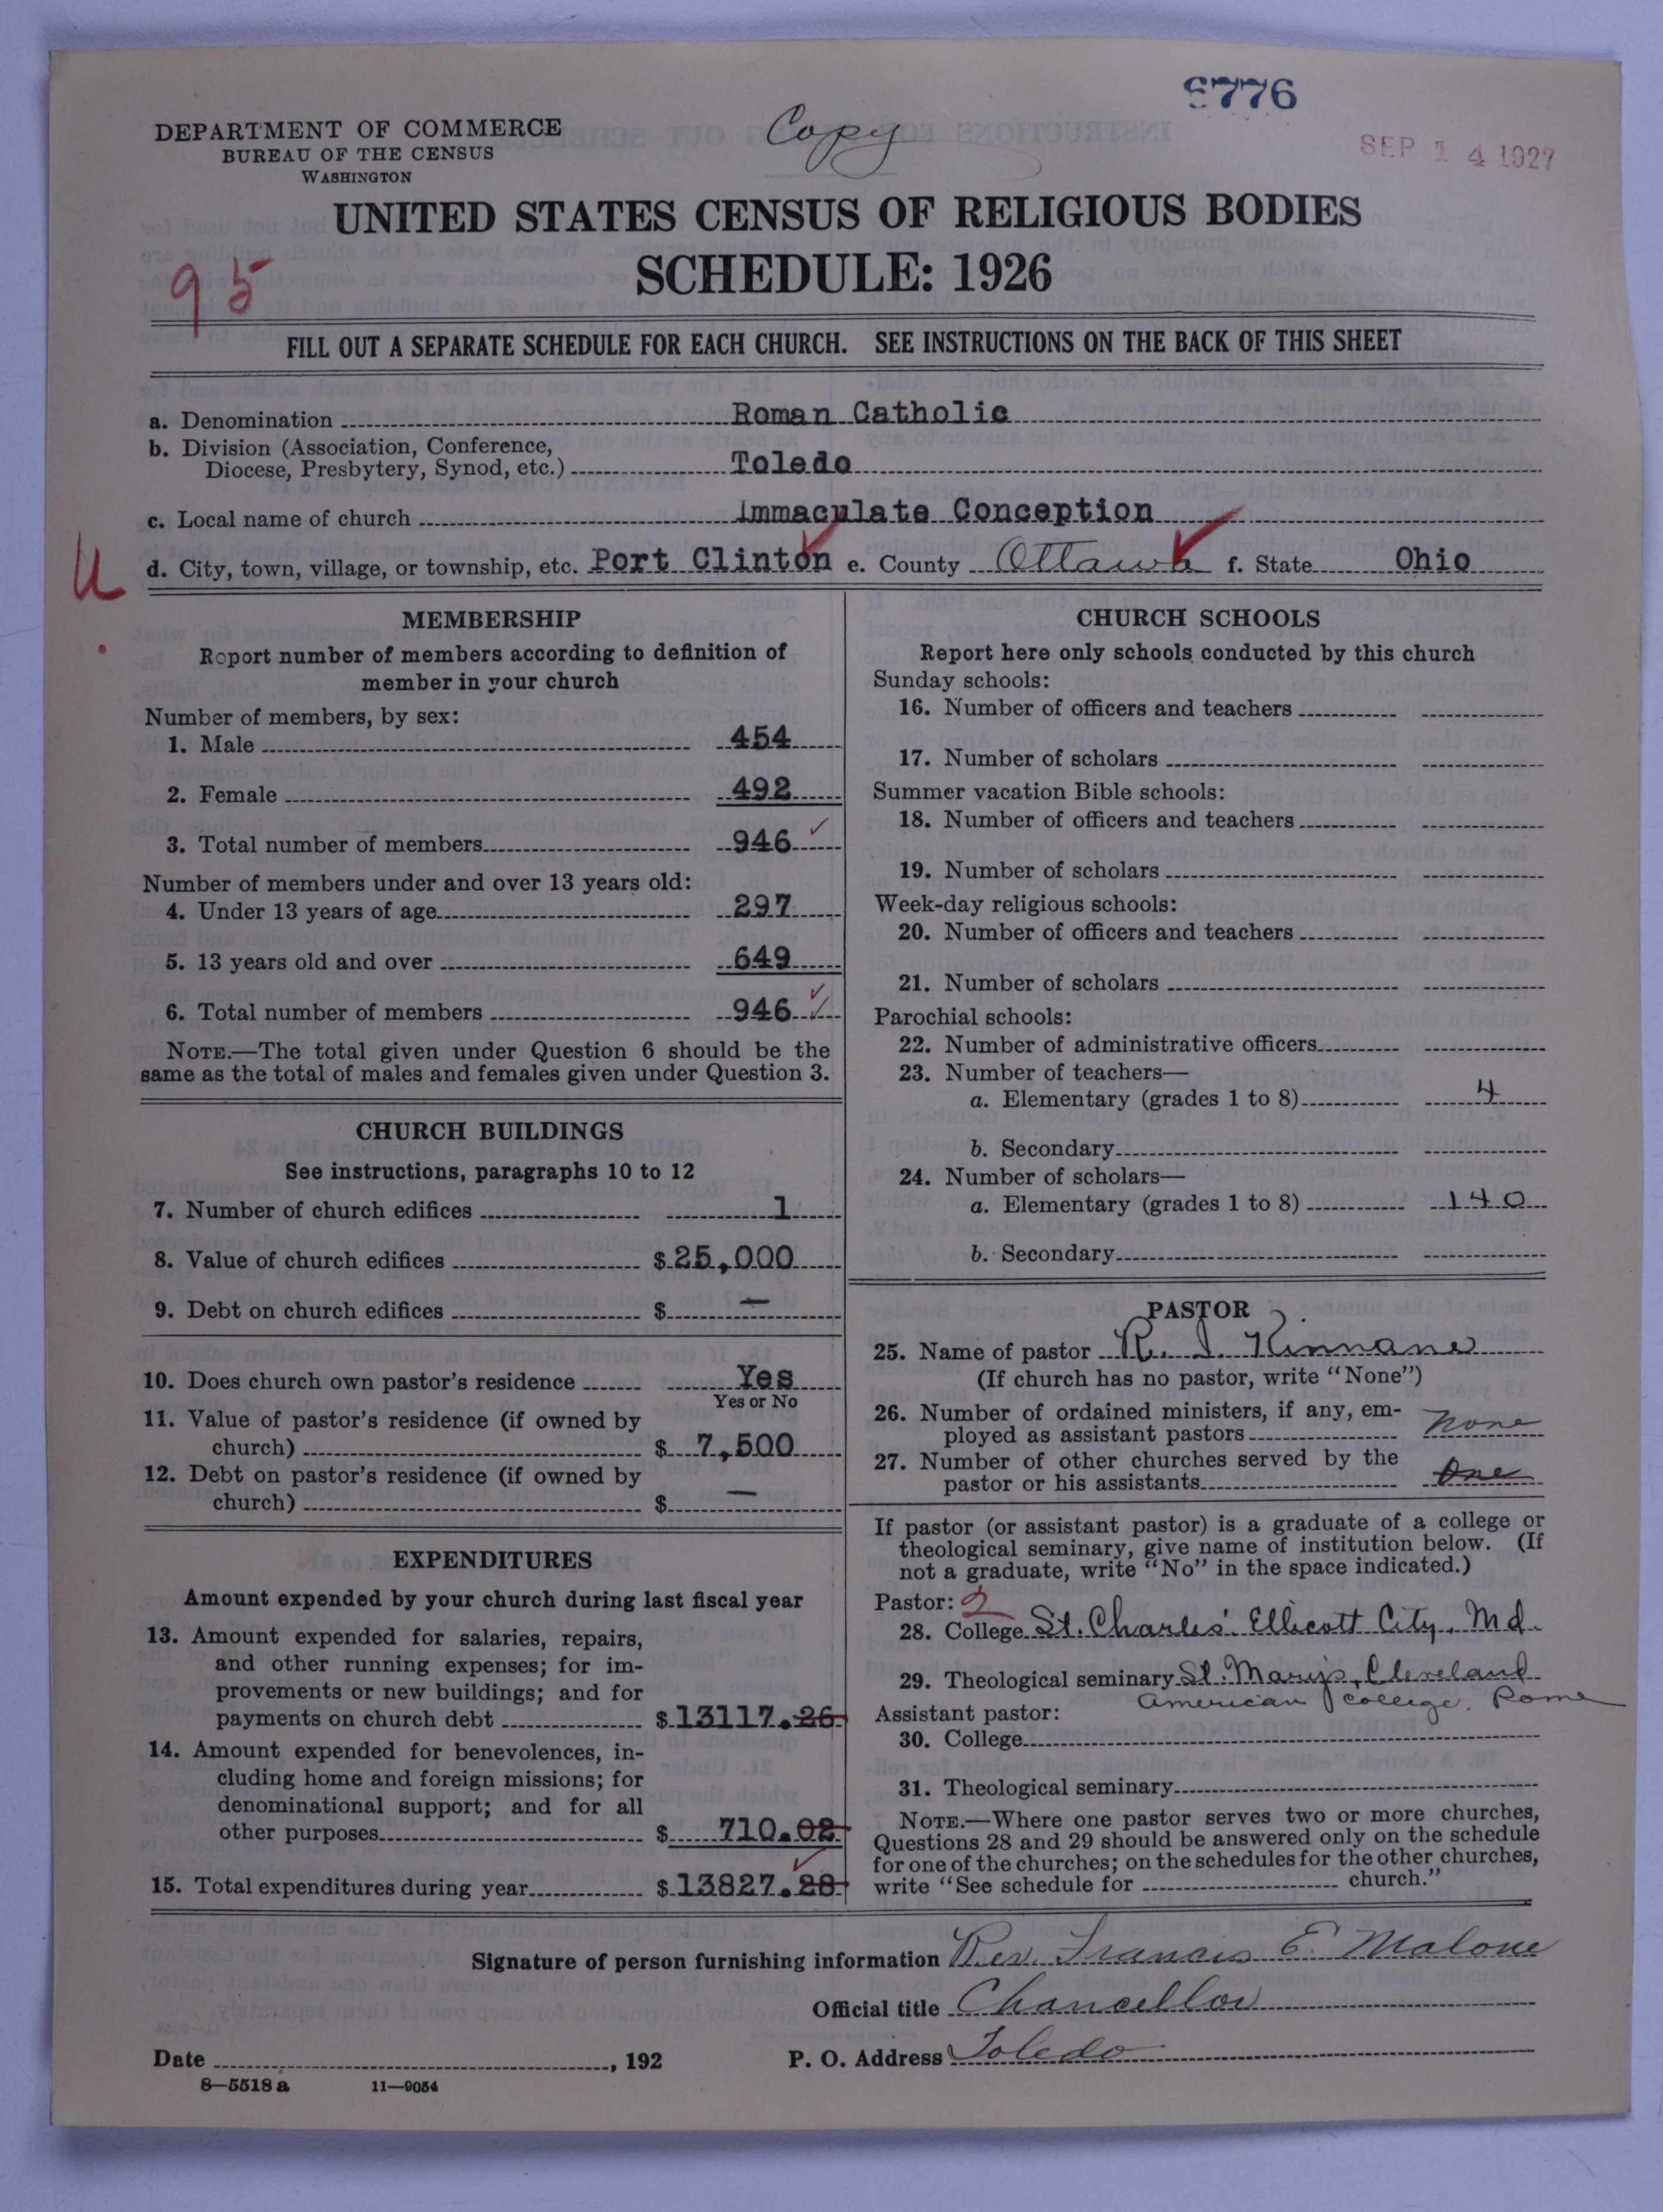 6776
DEPARTMENT OF COMMERCE
BUREAU OF THE CENSUS
WASHINGTON
Copy
SEP 14 1927
UNITED STATES CENSUS OF RELIGIOUS BODIES
SCHEDULE: 1926
95
FILL OUT A SEPARATE SCHEDULE FOR EACH CHURCH. SEE INSTRUCTIONS ON THE BACK OF THIS SHEET
a. Denomination Roman Catholic
b. Division (Association, Conference,
Diocese, Presbytery, Synod, etc.) Toledo
c. Local name of church Immaculate Conception
U
d. City, town, village, or township, etc. Port Clinton e. County Ottawa f. State Ohio
MEMBERSHIP
Report number of members according to definition of
member in your church
Number of members, by sex:
1. Male 454
2. Female 492
3. Total number of members 946 ✓
Number of members under and over 13 years old:
4. Under 13 years of age 297
5. 13 years old and over 649
6. Total number of members 946 ✓
NOTE.—The total given under Question 6 should be the
same as the total of males and females given under Question 3.
CHURCH BUILDINGS
See instructions, paragraphs 10 to 12
7. Number of church edifices 1
8. Value of church edifices $ 25,000
9. Debt on church edifices $ —
10. Does church own pastor's residence Yes
Yes or No
11. Value of pastor's residence (if owned by
church) $ 7,500
12. Debt on pastor's residence (if owned by
church) $ —
EXPENDITURES
Amount expended by your church during last fiscal year
13. Amount expended for salaries, repairs,
and other running expenses; for im-
provements or new buildings; and for
payments on church debt $ 13117.26
14. Amount expended for benevolences, in-
cluding home and foreign missions; for
denominational support; and for all
other purposes $ 710.02
15. Total expenditures during year $ 13827.28
CHURCH SCHOOLS
Report here only schools conducted by this church
Sunday schools:
16. Number of officers and teachers
17. Number of scholars
Summer vacation Bible schools:
18. Number of officers and teachers
19. Number of scholars
Week-day religious schools:
20. Number of officers and teachers
21. Number of scholars
Parochial schools:
22. Number of administrative officers
23. Number of teachers—
a. Elementary (grades 1 to 8) 4
b. Secondary
24. Number of scholars—
a. Elementary (grades 1 to 8) 140
b. Secondary
PASTOR
25. Name of pastor R. J. Kinnane
(If church has no pastor, write "None")
26. Number of ordained ministers, if any, em-
ployed as assistant pastors none
27. Number of other churches served by the
pastor or his assistants One
If pastor (or assistant pastor) is a graduate of a college or
theological seminary, give name of institution below. (If
not a graduate, write "No" in the space indicated.)
Pastor: 2
28. College St. Charles' Ellicott City, Md.
29. Theological seminary St. Mary's, Cleveland
American College, Rome
Assistant pastor:
30. College
31. Theological seminary
NOTE.—Where one pastor serves two or more churches,
Questions 28 and 29 should be answered only on the schedule
for one of the churches; on the schedules for the other churches,
write "See schedule for church."
Signature of person furnishing information Rev. Francis E. Malone
Official title Chancellor
Date , 192
P. O. Address Toledo
8—5518 a 11—9054